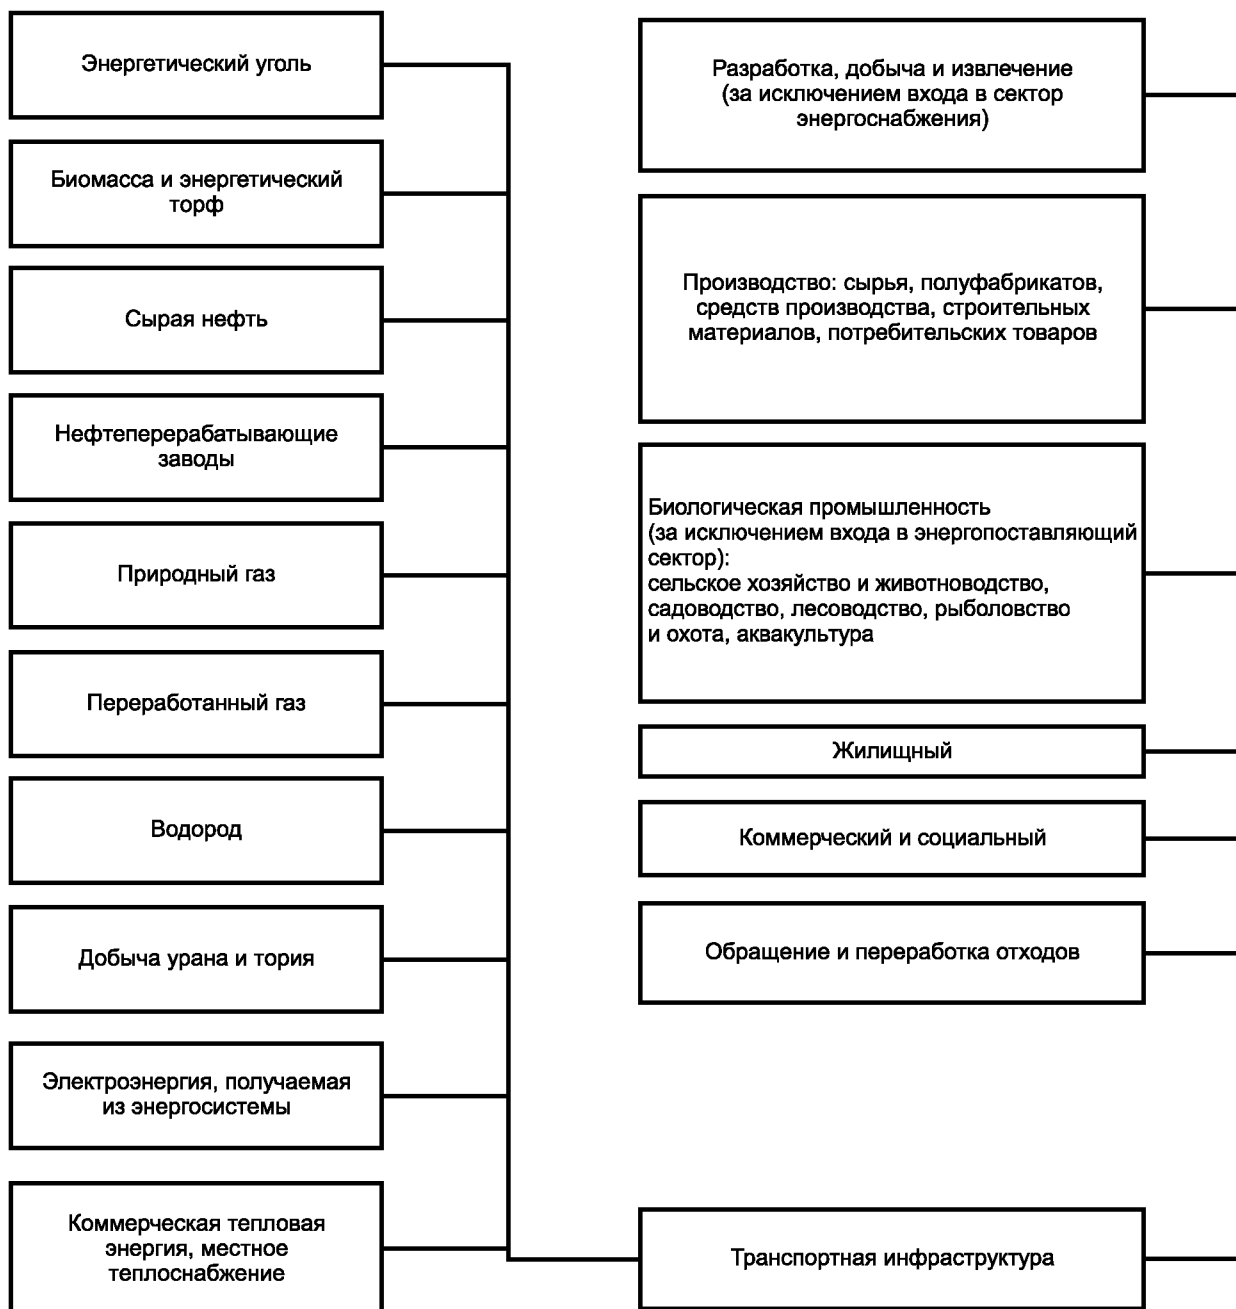 Энергетический уголь
Биомасса и энергетический
торф
Сырая нефть
Нефтеперерабатывающие
заводы
Природный газ
Переработанный газ
Водород
Добыча урана и тория
Электроэнергия, получаемая
из энергосистемы
Коммерческая тепловая
энергия, местное
теплоснабжение
Разработка, добыча и извлечение
(за исключением входа в сектор
энергоснабжения)
Производство: сырья, полуфабрикатов,
средств производства, строительных
материалов, потребительских товаров
Биологическая промышленность
(за исключением входа в энергопоставляющий
сектор):
сельское хозяйство и животноводство,
садоводство, лесоводство, рыболовство
и охота, аквакультура
Жилищный
Коммерческий и социальный
Обращение и переработка отходов
Транспортная инфраструктура